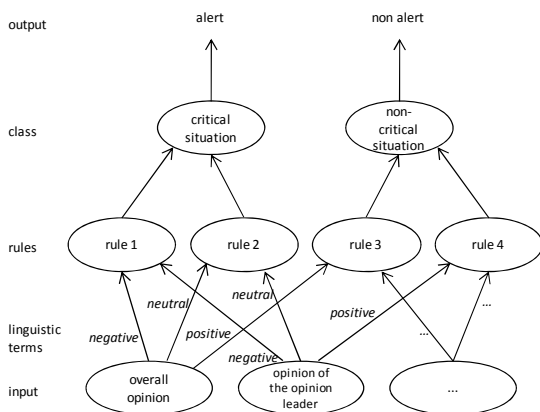 output
alert
non alert
class
critical
situation
non-
critical
situation
rules
rule 1
rule 2
rule 3
rule 4
linguistic
terms
negative
neutral
positive
negative
neutral
positive
...
...
input
overall
opinion
opinion of
the opinion
leader
...